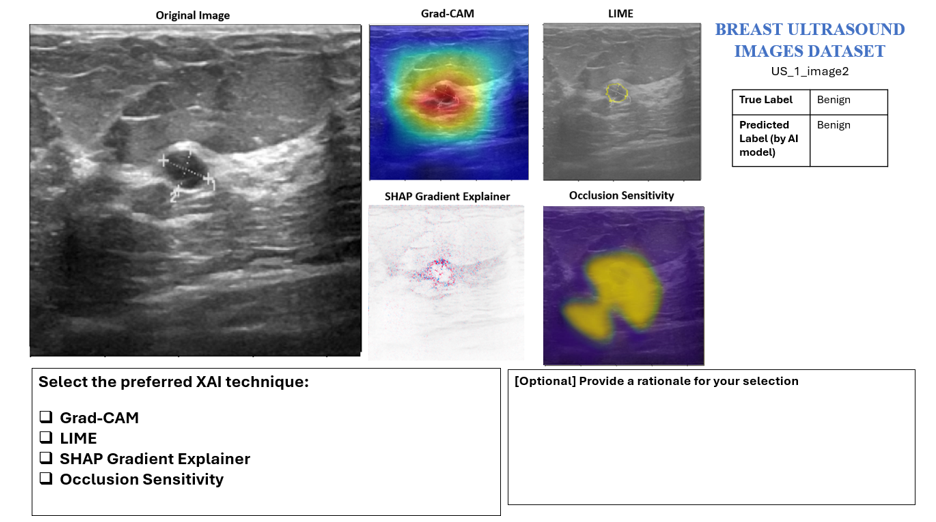 Original Image
Grad-CAM
LIME
BREAST ULTRASOUND
IMAGES DATASET
US_1_image2
True Label
Benign
Predicted
Label (by AI
model)
Benign
SHAP Gradient Explainer
Occlusion Sensitivity
1
2
Select the preferred XAI technique:
❑ Grad-CAM
❑ LIME
❑ SHAP Gradient Explainer
❑ Occlusion Sensitivity
[Optional] Provide a rationale for your selection